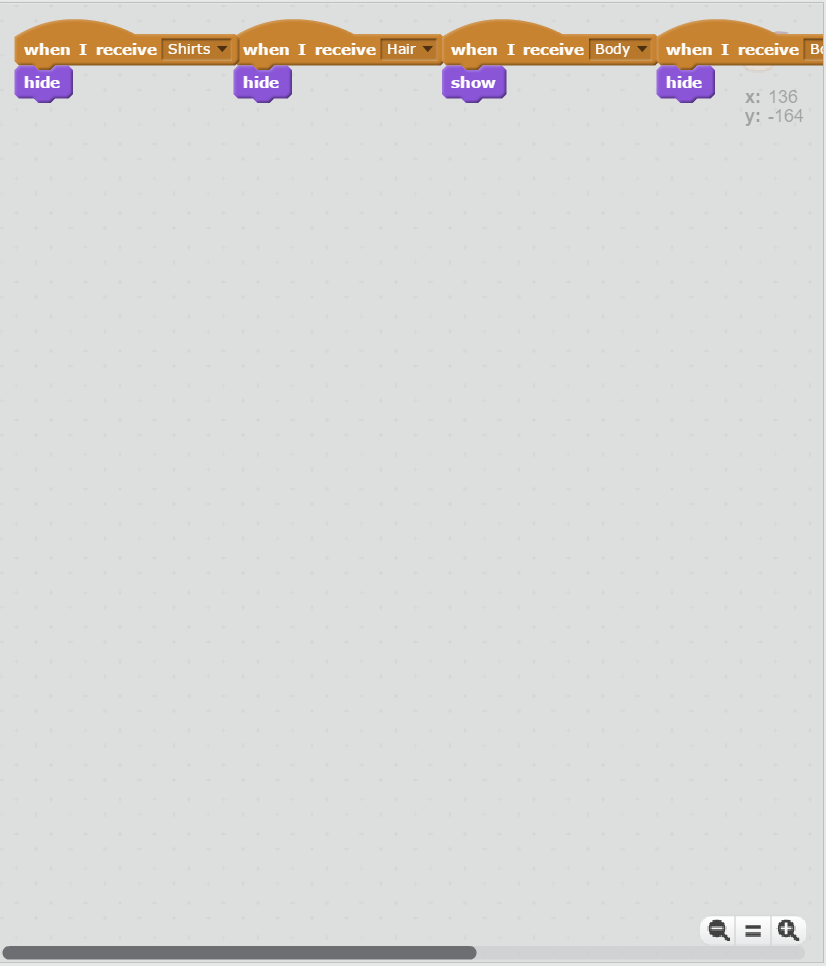 when I receive Shirts when I receive Hair when I receive Body when I receive
hide hide show hide
x: 136
y: -164